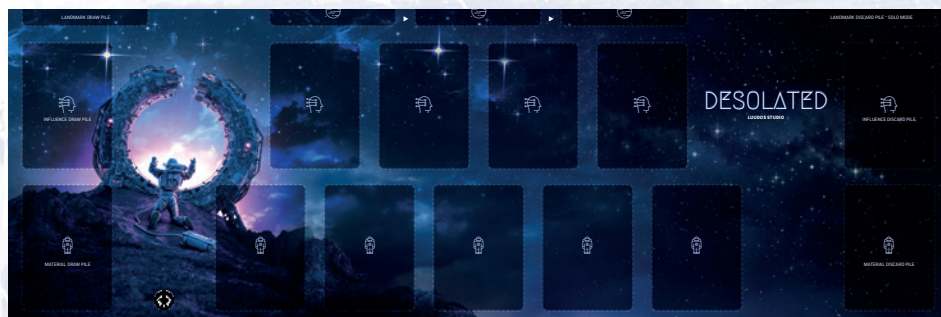 LANDMARK DRAW PILE
LANDMARK DISCARD PILE - SOLO MODE
DESOLATED
LUUDOS STUDIO
INFLUENCE DRAW PILE
INFLUENCE DISCARD PILE
MATERIAL DRAW PILE
MATERIAL DISCARD PILE